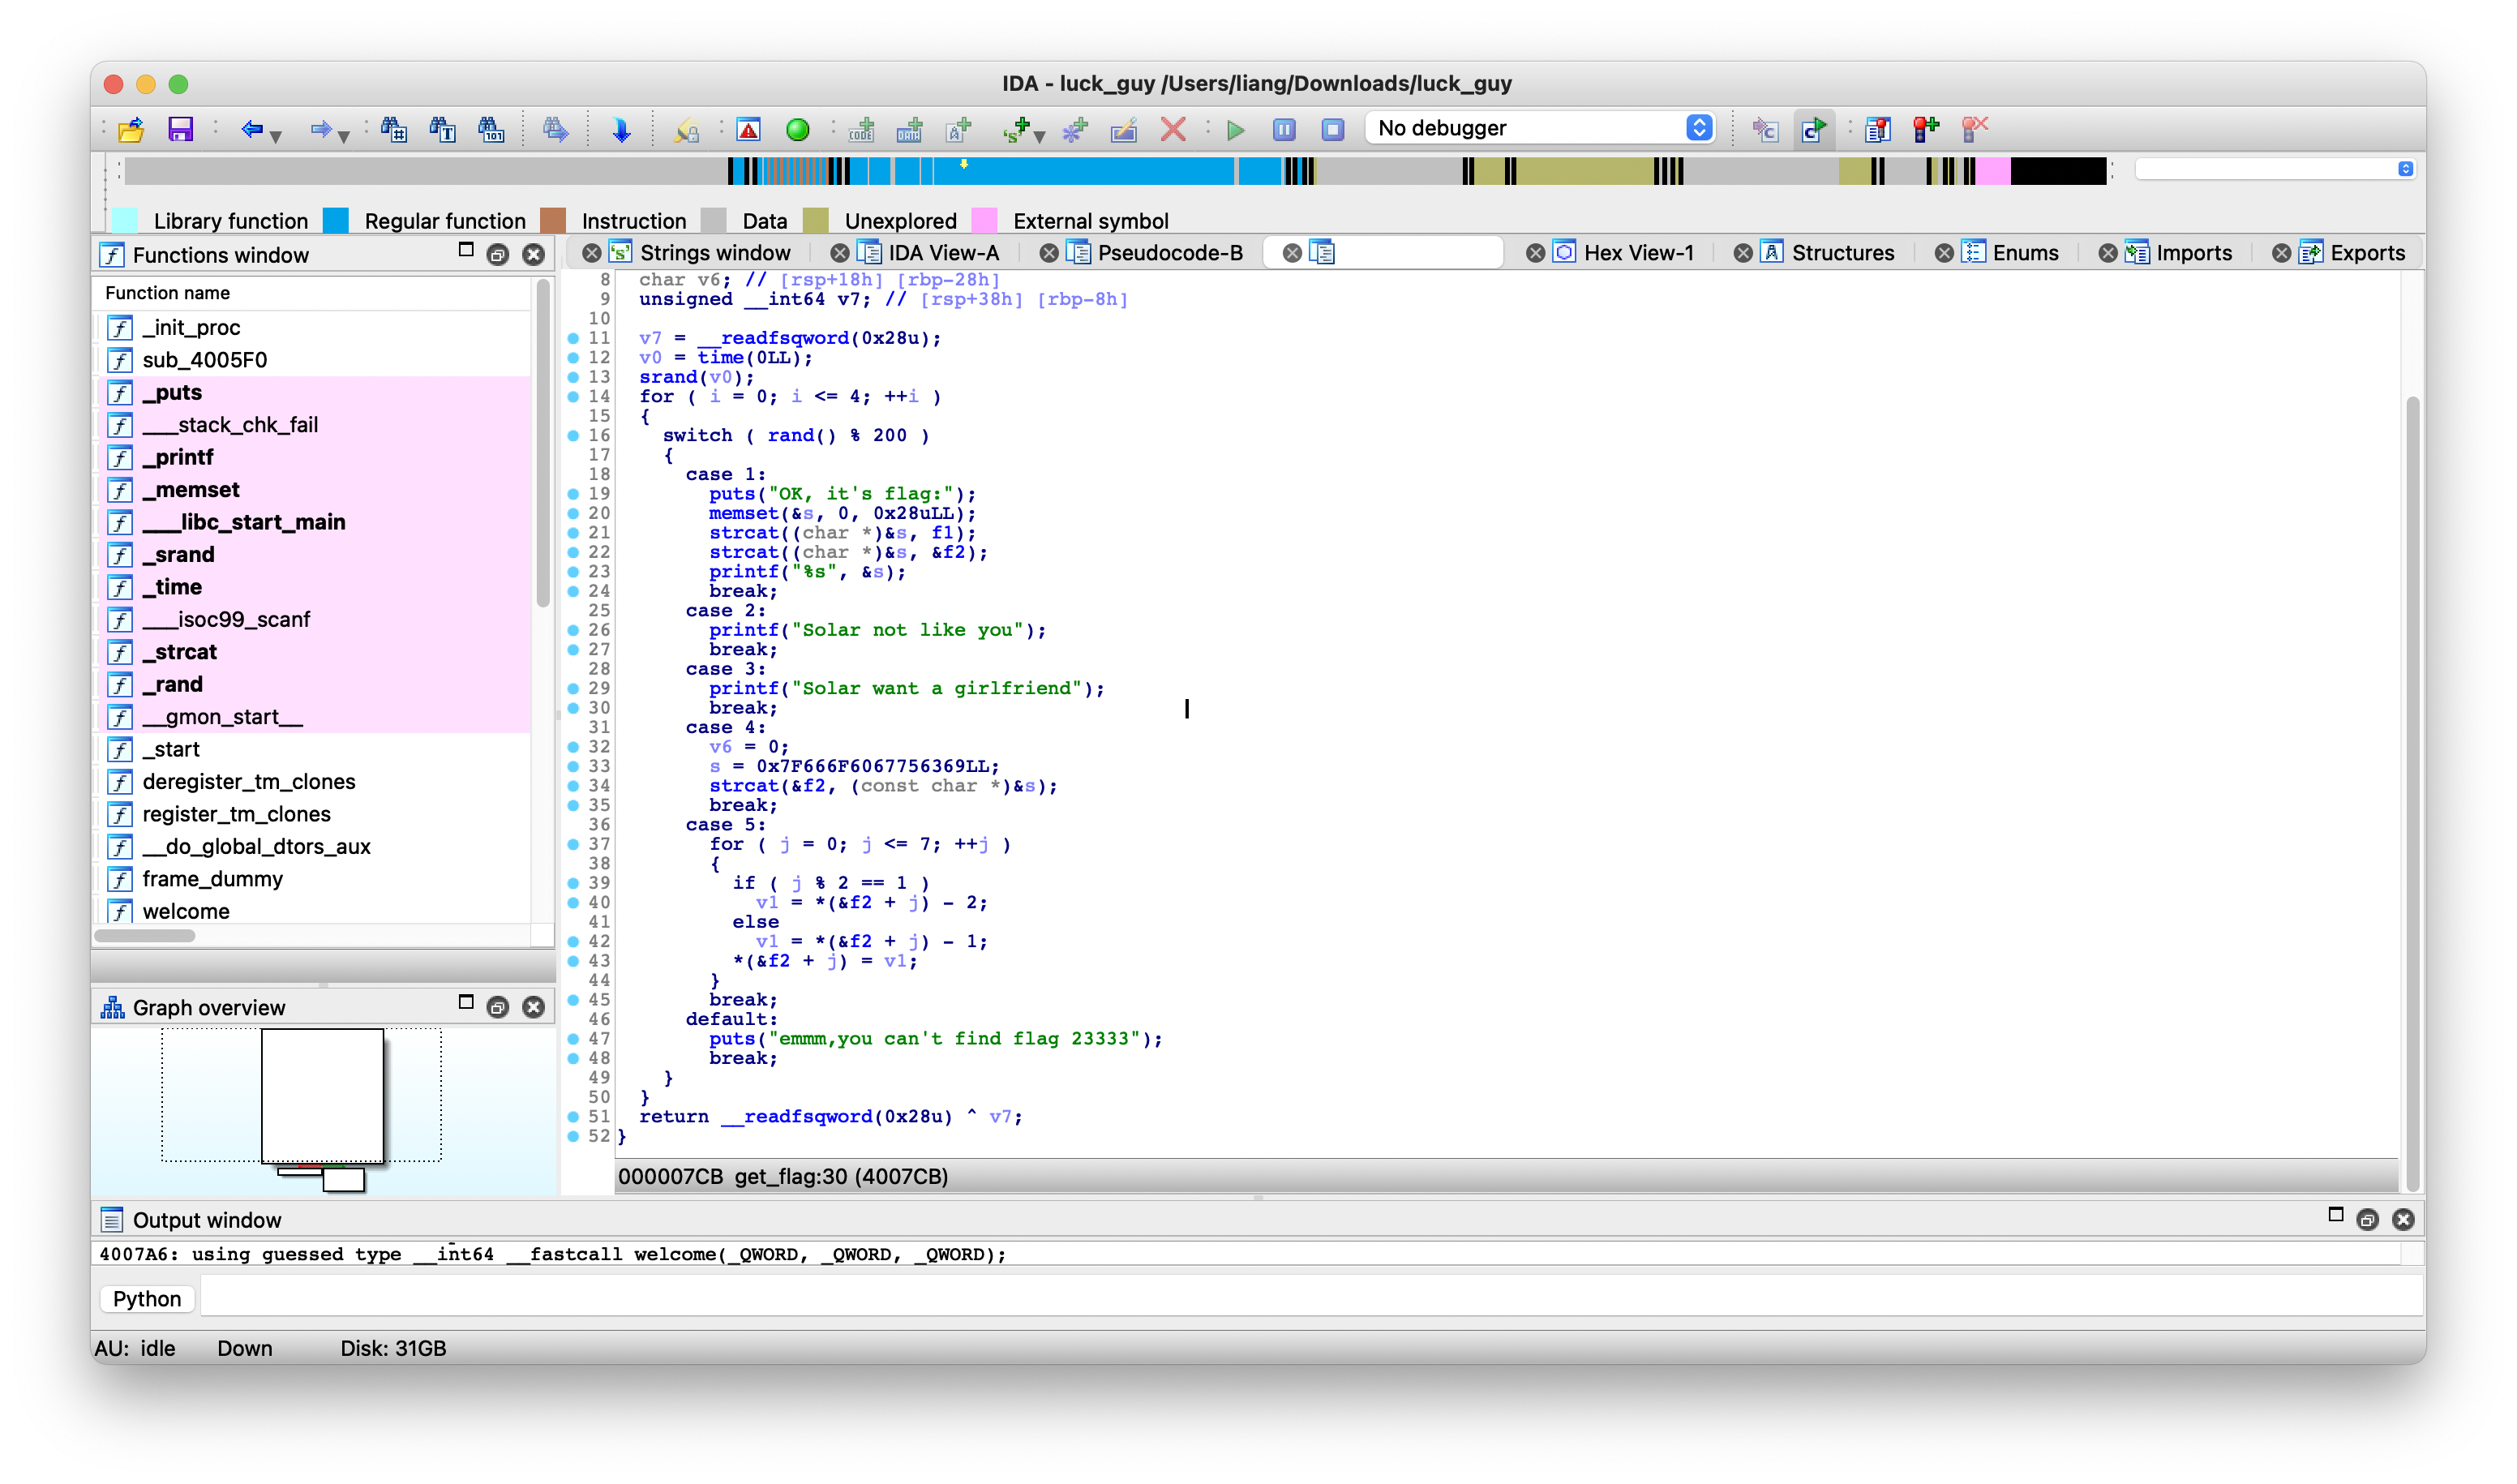 IDA - luck_guy /Users/liang/Downloads/luck_guy
No debugger
Library function Regular function Instruction Data Unexplored External symbol
Functions window
Strings window IDA View-A Pseudocode-B Hex View-1 Structures Enums Imports Exports
Function name
_init_proc
sub_4005F0
_puts
___stack_chk_fail
_printf
_memset
___libc_start_main
_srand
_time
___isoc99_scanf
_strcat
_rand
__gmon_start__
_start
deregister_tm_clones
register_tm_clones
__do_global_dtors_aux
frame_dummy
welcome
Graph overview
8 char v6; // [rsp+18h] [rbp-28h]
9 unsigned __int64 v7; // [rsp+38h] [rbp-8h]
10
11 v7 = __readfsqword(0x28u);
12 v0 = time(0LL);
13 srand(v0);
14 for ( i = 0; i <= 4; ++i )
15 {
16 switch ( rand() % 200 )
17 {
18 case 1:
19 puts("OK, it's flag:");
20 memset(&s, 0, 0x28uLL);
21 strcat((char *)&s, f1);
22 strcat((char *)&s, &f2);
23 printf("%s", &s);
24 break;
25 case 2:
26 printf("Solar not like you");
27 break;
28 case 3:
29 printf("Solar want a girlfriend");
30 break;
31 case 4:
32 v6 = 0;
33 s = 0x7F666F6067756369LL;
34 strcat(&f2, (const char *)&s);
35 break;
36 case 5:
37 for ( j = 0; j <= 7; ++j )
38 {
39 if ( j % 2 == 1 )
40 v1 = *(&f2 + j) - 2;
41 else
42 v1 = *(&f2 + j) - 1;
43 *(&f2 + j) = v1;
44 }
45 break;
46 default:
47 puts("emmm,you can't find flag 23333");
48 break;
49 }
50 }
51 return __readfsqword(0x28u) ^ v7;
52 }
000007CB get_flag:30 (4007CB)
Output window
4007A6: using guessed type __int64 __fastcall welcome(_QWORD, _QWORD, _QWORD);
Python
AU: idle Down Disk: 31GB